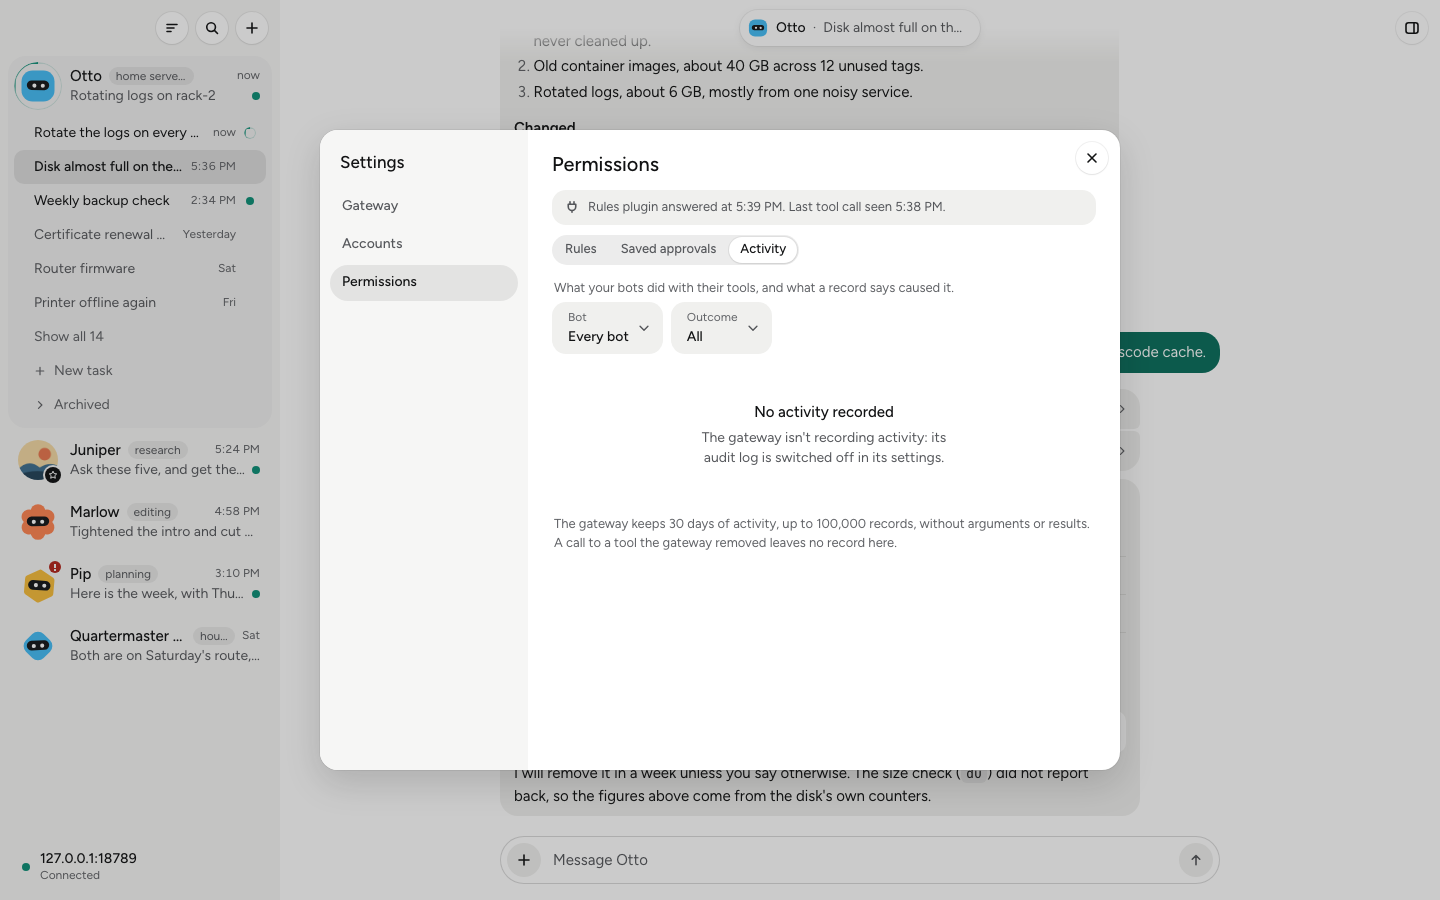 Otto home serve... now
Rotating logs on rack-2
Rotate the logs on every ... now
Disk almost full on the... 5:36 PM
Weekly backup check 2:34 PM
Certificate renewal ... Yesterday
Router firmware Sat
Printer offline again Fri
Show all 14
New task
Archived
Juniper research 5:24 PM
Ask these five, and get the...
Marlow editing 4:58 PM
Tightened the intro and cut ...
Pip planning 3:10 PM
Here is the week, with Thu...
Quartermaster ... hou... Sat
Both are on Saturday's route,...
127.0.0.1:18789
Connected
Otto · Disk almost full on th...
never cleaned up.
2. Old container images, about 40 GB across 12 unused tags.
3. Rotated logs, about 6 GB, mostly from one noisy service.
Changed
scode cache.
Settings
Gateway
Accounts
Permissions
Permissions
Rules plugin answered at 5:39 PM. Last tool call seen 5:38 PM.
Rules Saved approvals Activity
What your bots did with their tools, and what a record says caused it.
Bot
Every bot
Outcome
All
No activity recorded
The gateway isn't recording activity: its
audit log is switched off in its settings.
The gateway keeps 30 days of activity, up to 100,000 records, without arguments or results.
A call to a tool the gateway removed leaves no record here.
I will remove it in a week unless you say otherwise. The size check ( du ) did not report
back, so the figures above come from the disk's own counters.
Message Otto